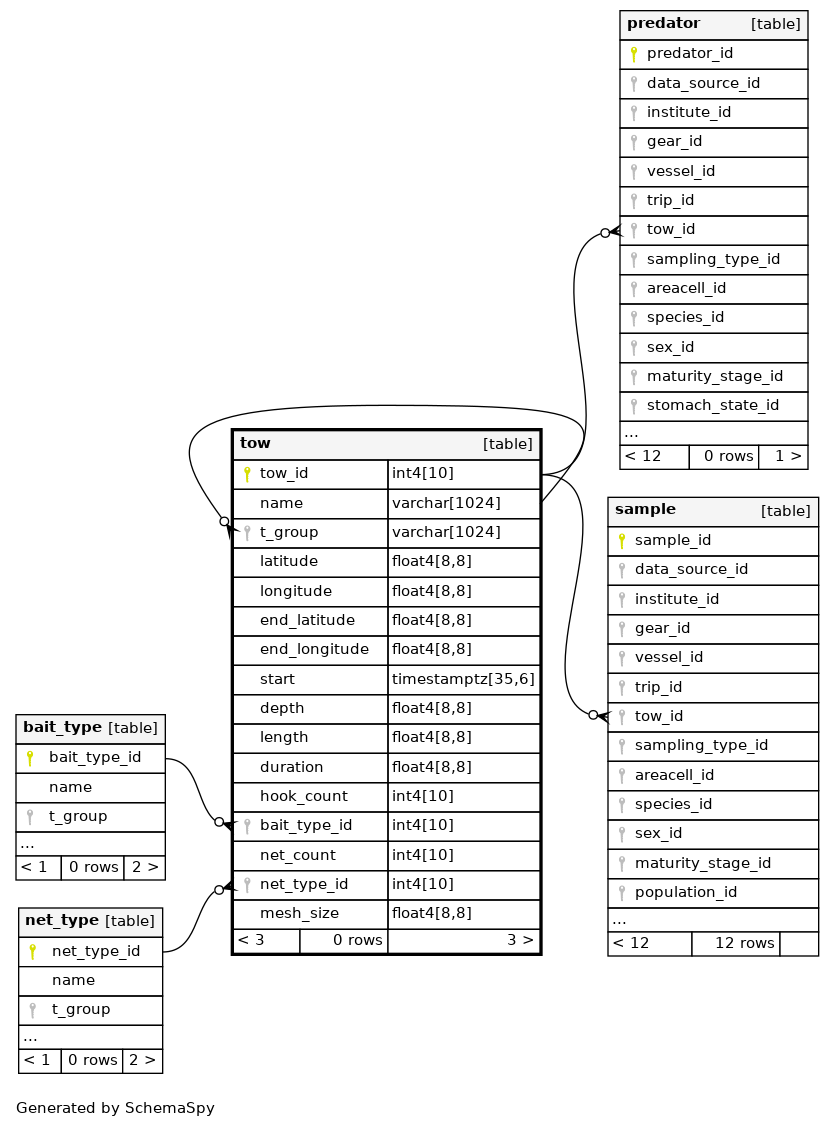 predator [table]
predator_id
data_source_id
institute_id
gear_id
vessel_id
trip_id
tow_id
sampling_type_id
areacell_id
species_id
sex_id
maturity_stage_id
stomach_state_id
...
< 12 0 rows 1 >
tow [table]
tow_id int4[10]
name varchar[1024]
t_group varchar[1024]
latitude float4[8,8]
longitude float4[8,8]
end_latitude float4[8,8]
end_longitude float4[8,8]
start timestamptz[35,6]
depth float4[8,8]
length float4[8,8]
duration float4[8,8]
hook_count int4[10]
bait_type_id int4[10]
net_count int4[10]
net_type_id int4[10]
mesh_size float4[8,8]
< 3 0 rows 3 >
sample [table]
sample_id
data_source_id
institute_id
gear_id
vessel_id
trip_id
tow_id
sampling_type_id
areacell_id
species_id
sex_id
maturity_stage_id
population_id
...
< 12 12 rows
bait_type [table]
bait_type_id
name
t_group
...
< 1 0 rows 2 >
net_type [table]
net_type_id
name
t_group
...
< 1 0 rows 2 >
Generated by SchemaSpy